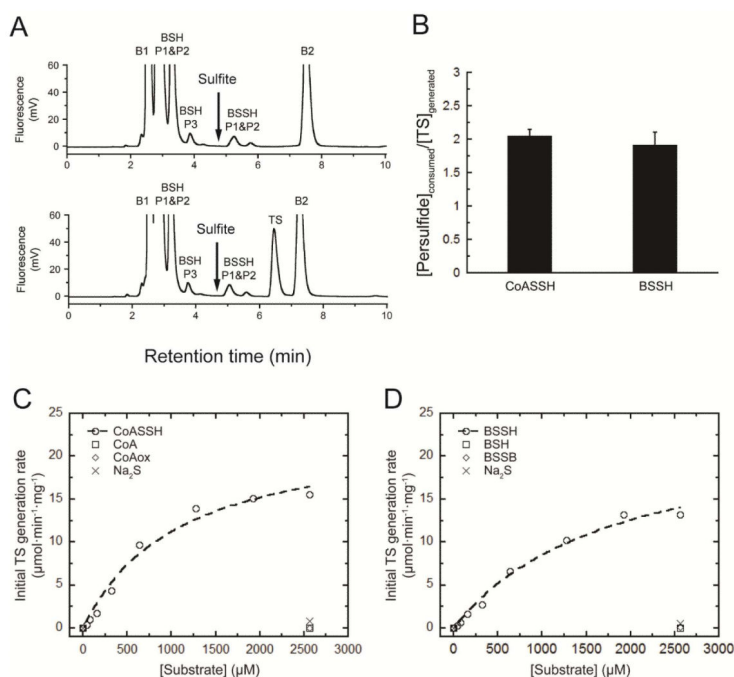 A
B1
BSH
P1&P2
BSH
P3
Sulfite
BSSH
P1&P2
B2
Fluorescence
(mV)
60
40
20
0
0 2 4 6 8 10
B1
BSH
P1&P2
BSH
P3
Sulfite
BSSH
P1&P2
TS
B2
Fluorescence
(mV)
60
40
20
0
0 2 4 6 8 10
Retention time (min)
B
[Persulfide]consumed/[TS]generated
3
2.5
2
1.5
1
0.5
0
CoASSH BSSH
C
Initial TS generation rate
(μmol·min⁻¹·mg⁻¹)
25
20
15
10
5
0
CoASSH
CoA
CoAox
Na₂S
0 500 1000 1500 2000 2500 3000
[Substrate] (μM)
D
Initial TS generation rate
(μmol·min⁻¹·mg⁻¹)
25
20
15
10
5
0
BSSH
BSH
BSSB
Na₂S
0 500 1000 1500 2000 2500 3000
[Substrate] (μM)